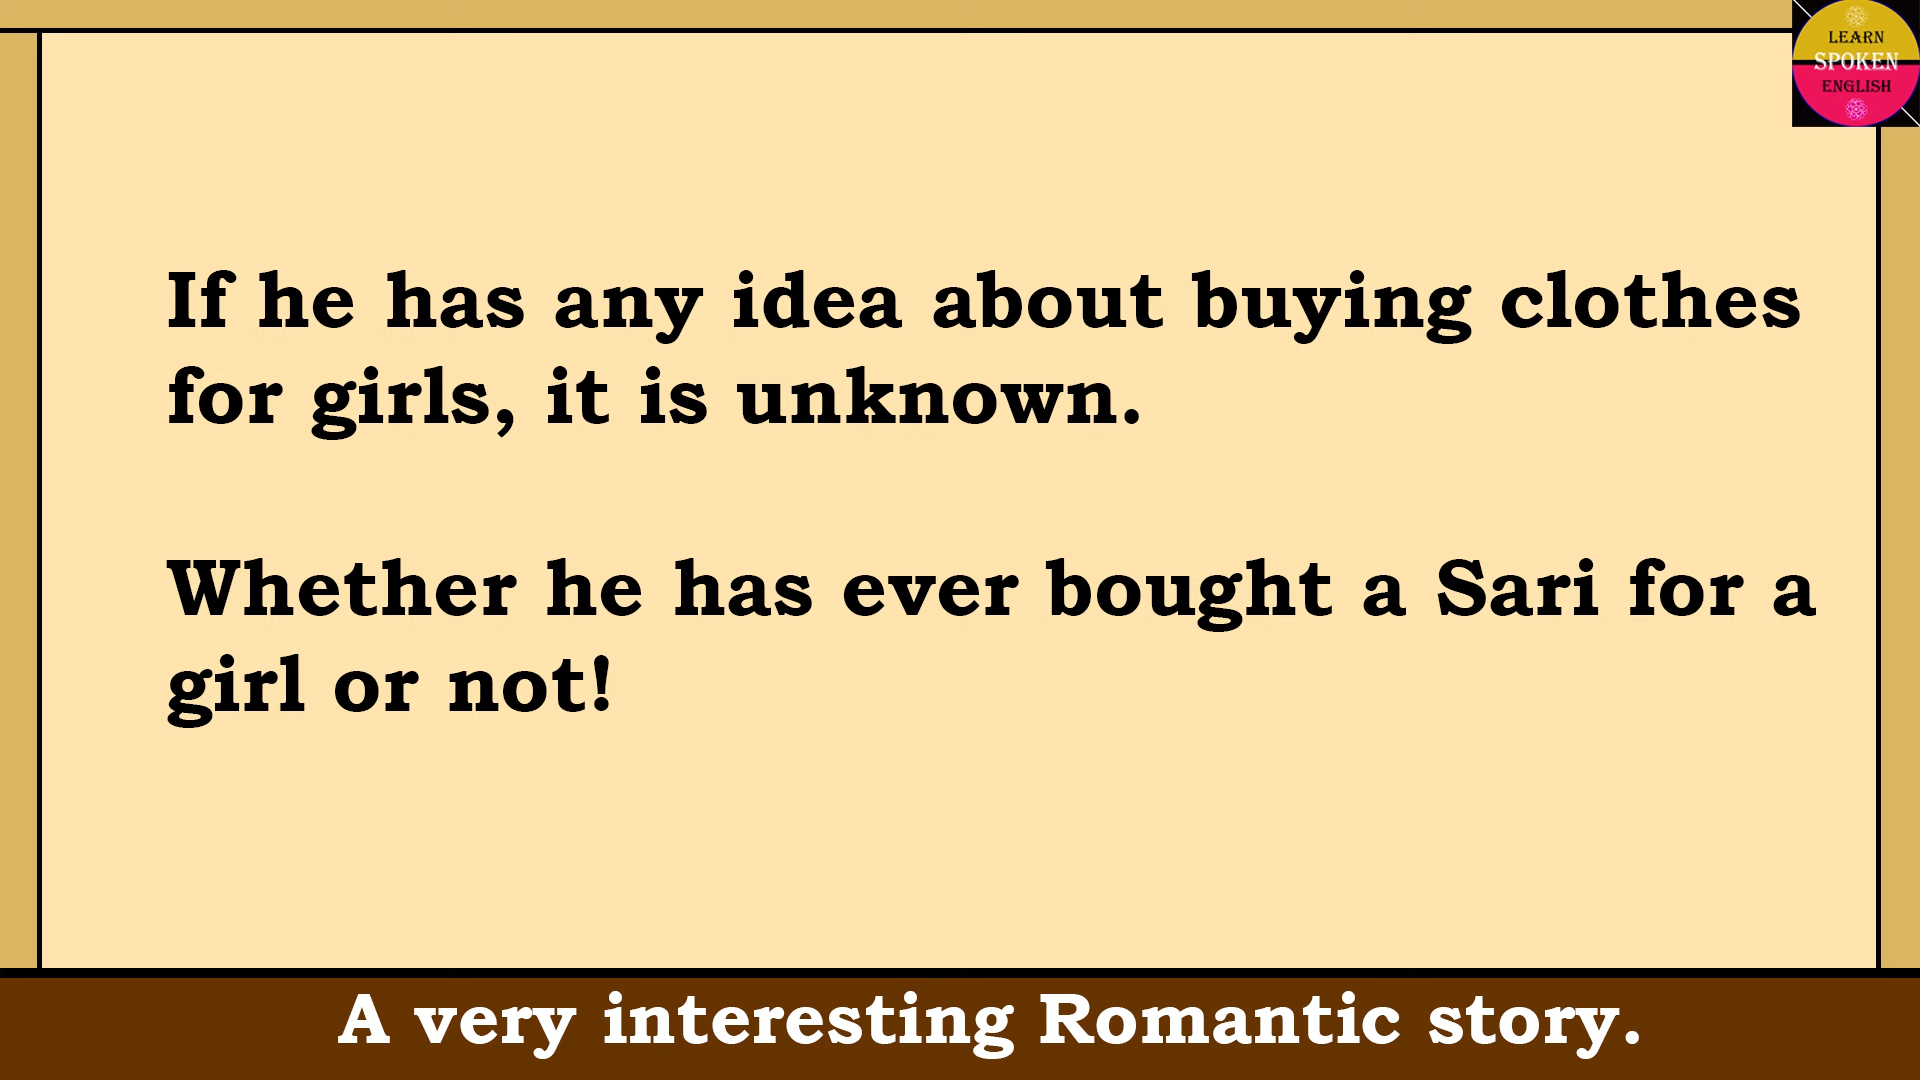 LEARN
SPOKEN
ENGLISH
If he has any idea about buying clothes
for girls, it is unknown.
Whether he has ever bought a Sari for a
girl or not!
A very interesting Romantic story.